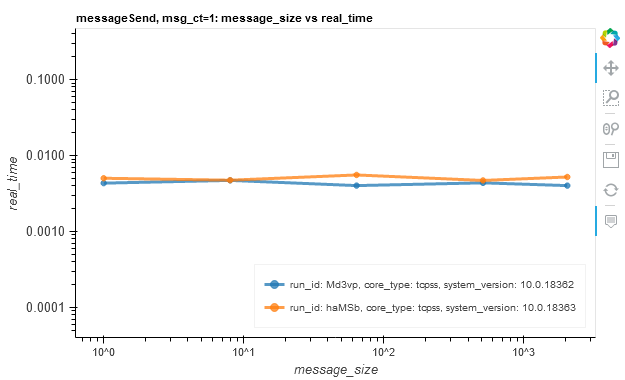 messageSend, msg_ct=1: message_size vs real_time
0.1000
0.0100
0.0010
0.0001
real_time
run_id: Md3vp, core_type: tcpss, system_version: 10.0.18362
run_id: haMSb, core_type: tcpss, system_version: 10.0.18363
10^0
10^1
10^2
10^3
message_size